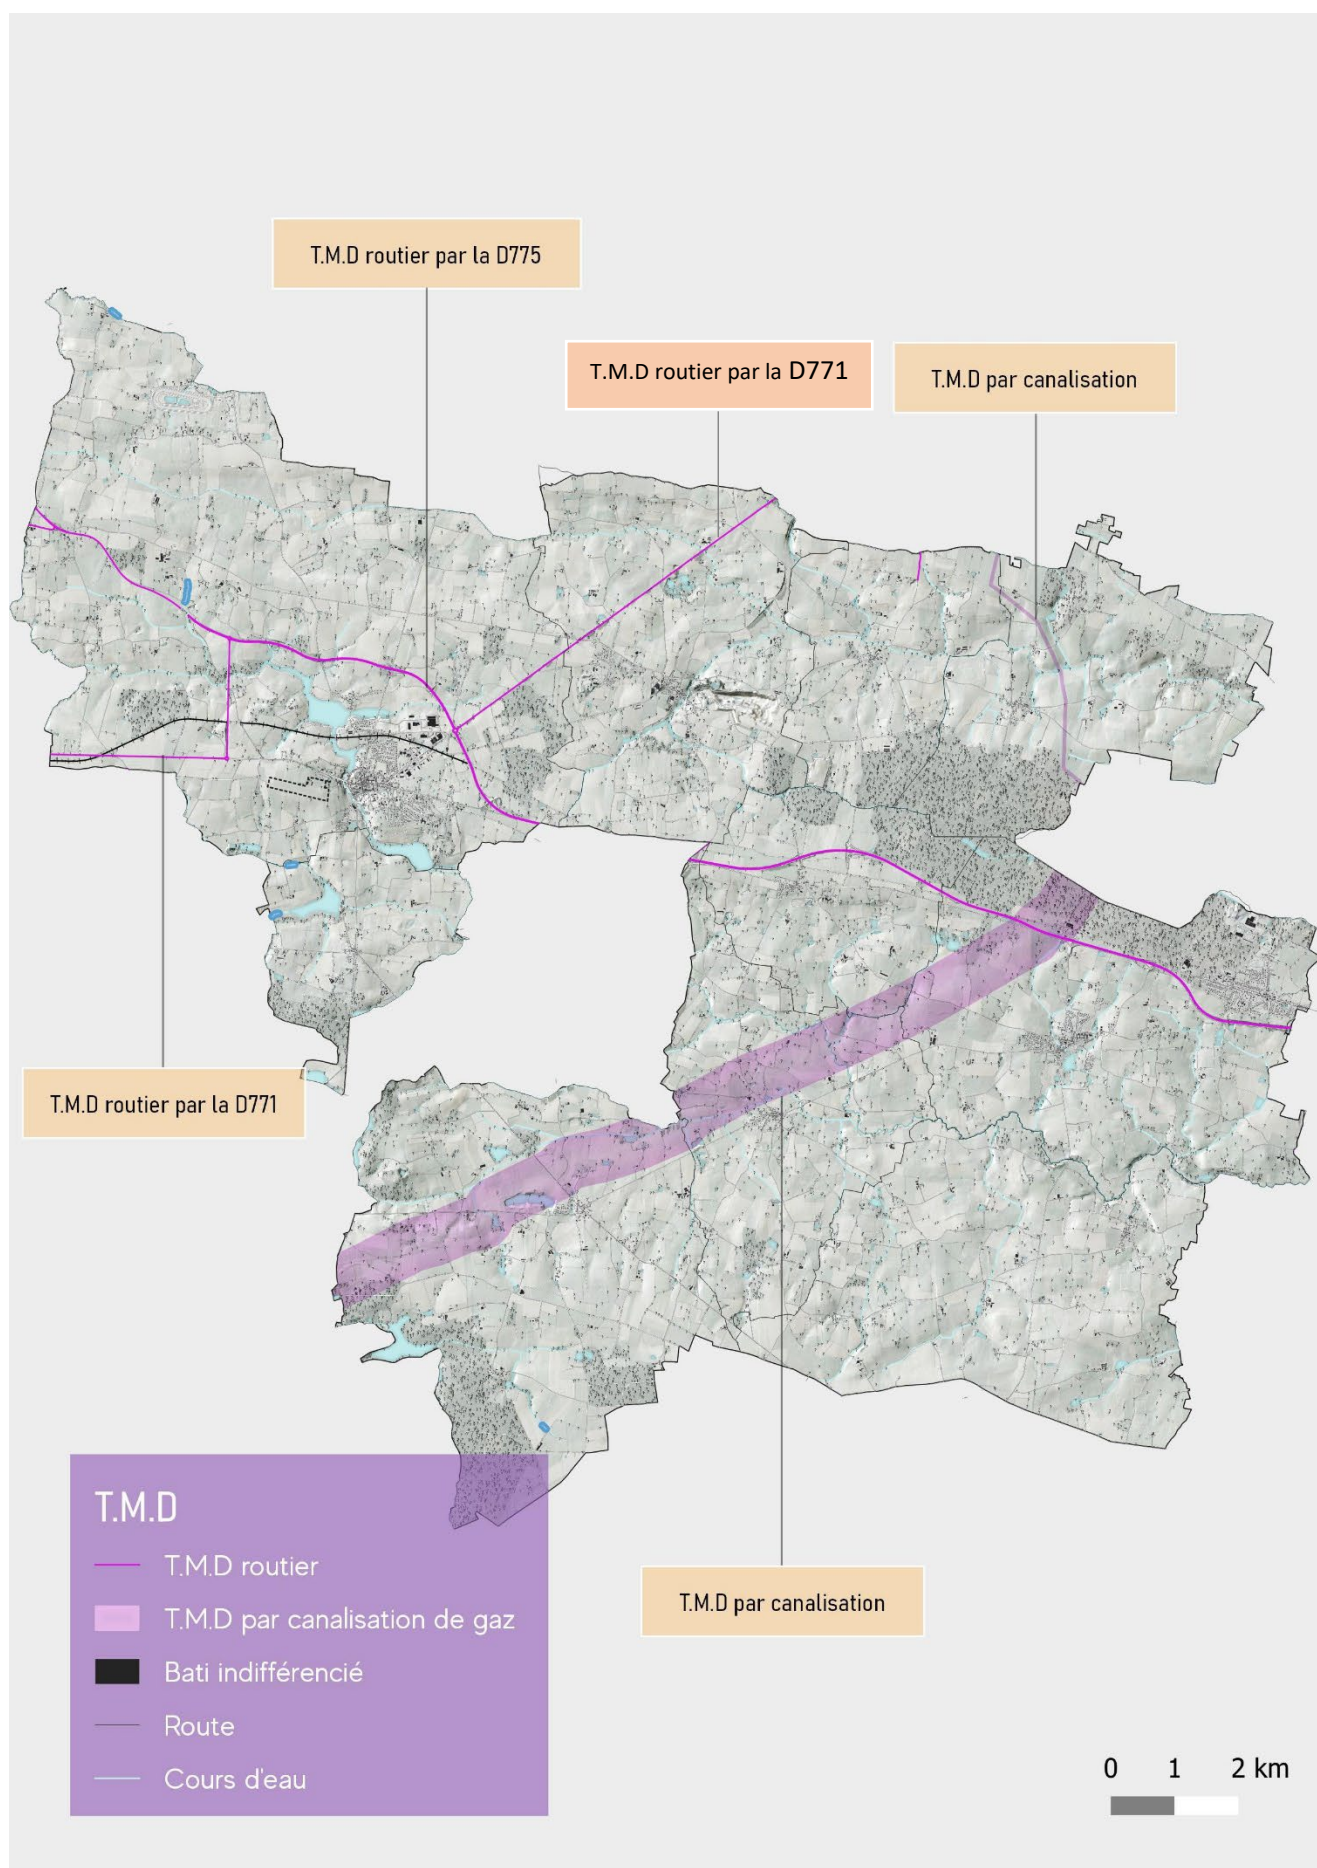 T.M.D routier par la D775
T.M.D routier par la D771
T.M.D par canalisation
T.M.D routier par la D771
T.M.D
T.M.D routier
T.M.D par canalisation de gaz
Bati indifférencié
Route
Cours d'eau
T.M.D par canalisation
0 1 2 km